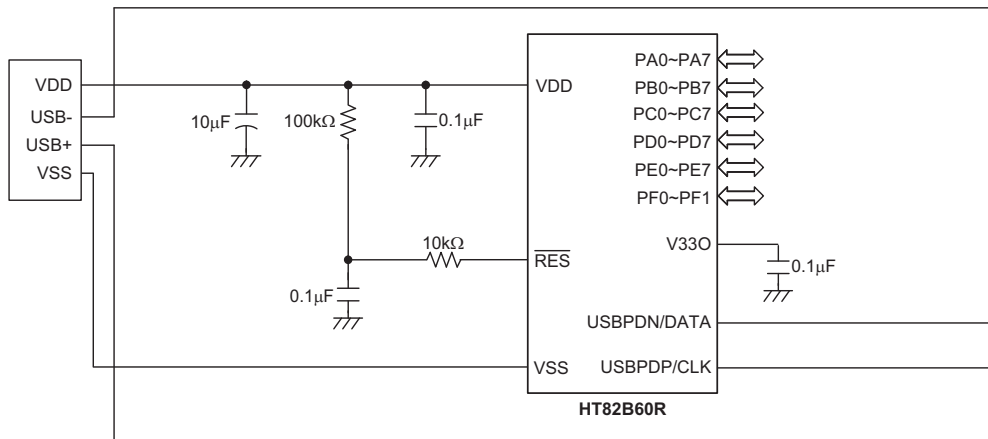 VDD
USB-
USB+
VSS
10μF
100kΩ
0.1μF
10kΩ
0.1μF
VDD
RES
VSS
PA0~PA7
PB0~PB7
PC0~PC7
PD0~PD7
PE0~PE7
PF0~PF1
V33O
0.1μF
USBPDN/DATA
USBPDP/CLK
HT82B60R